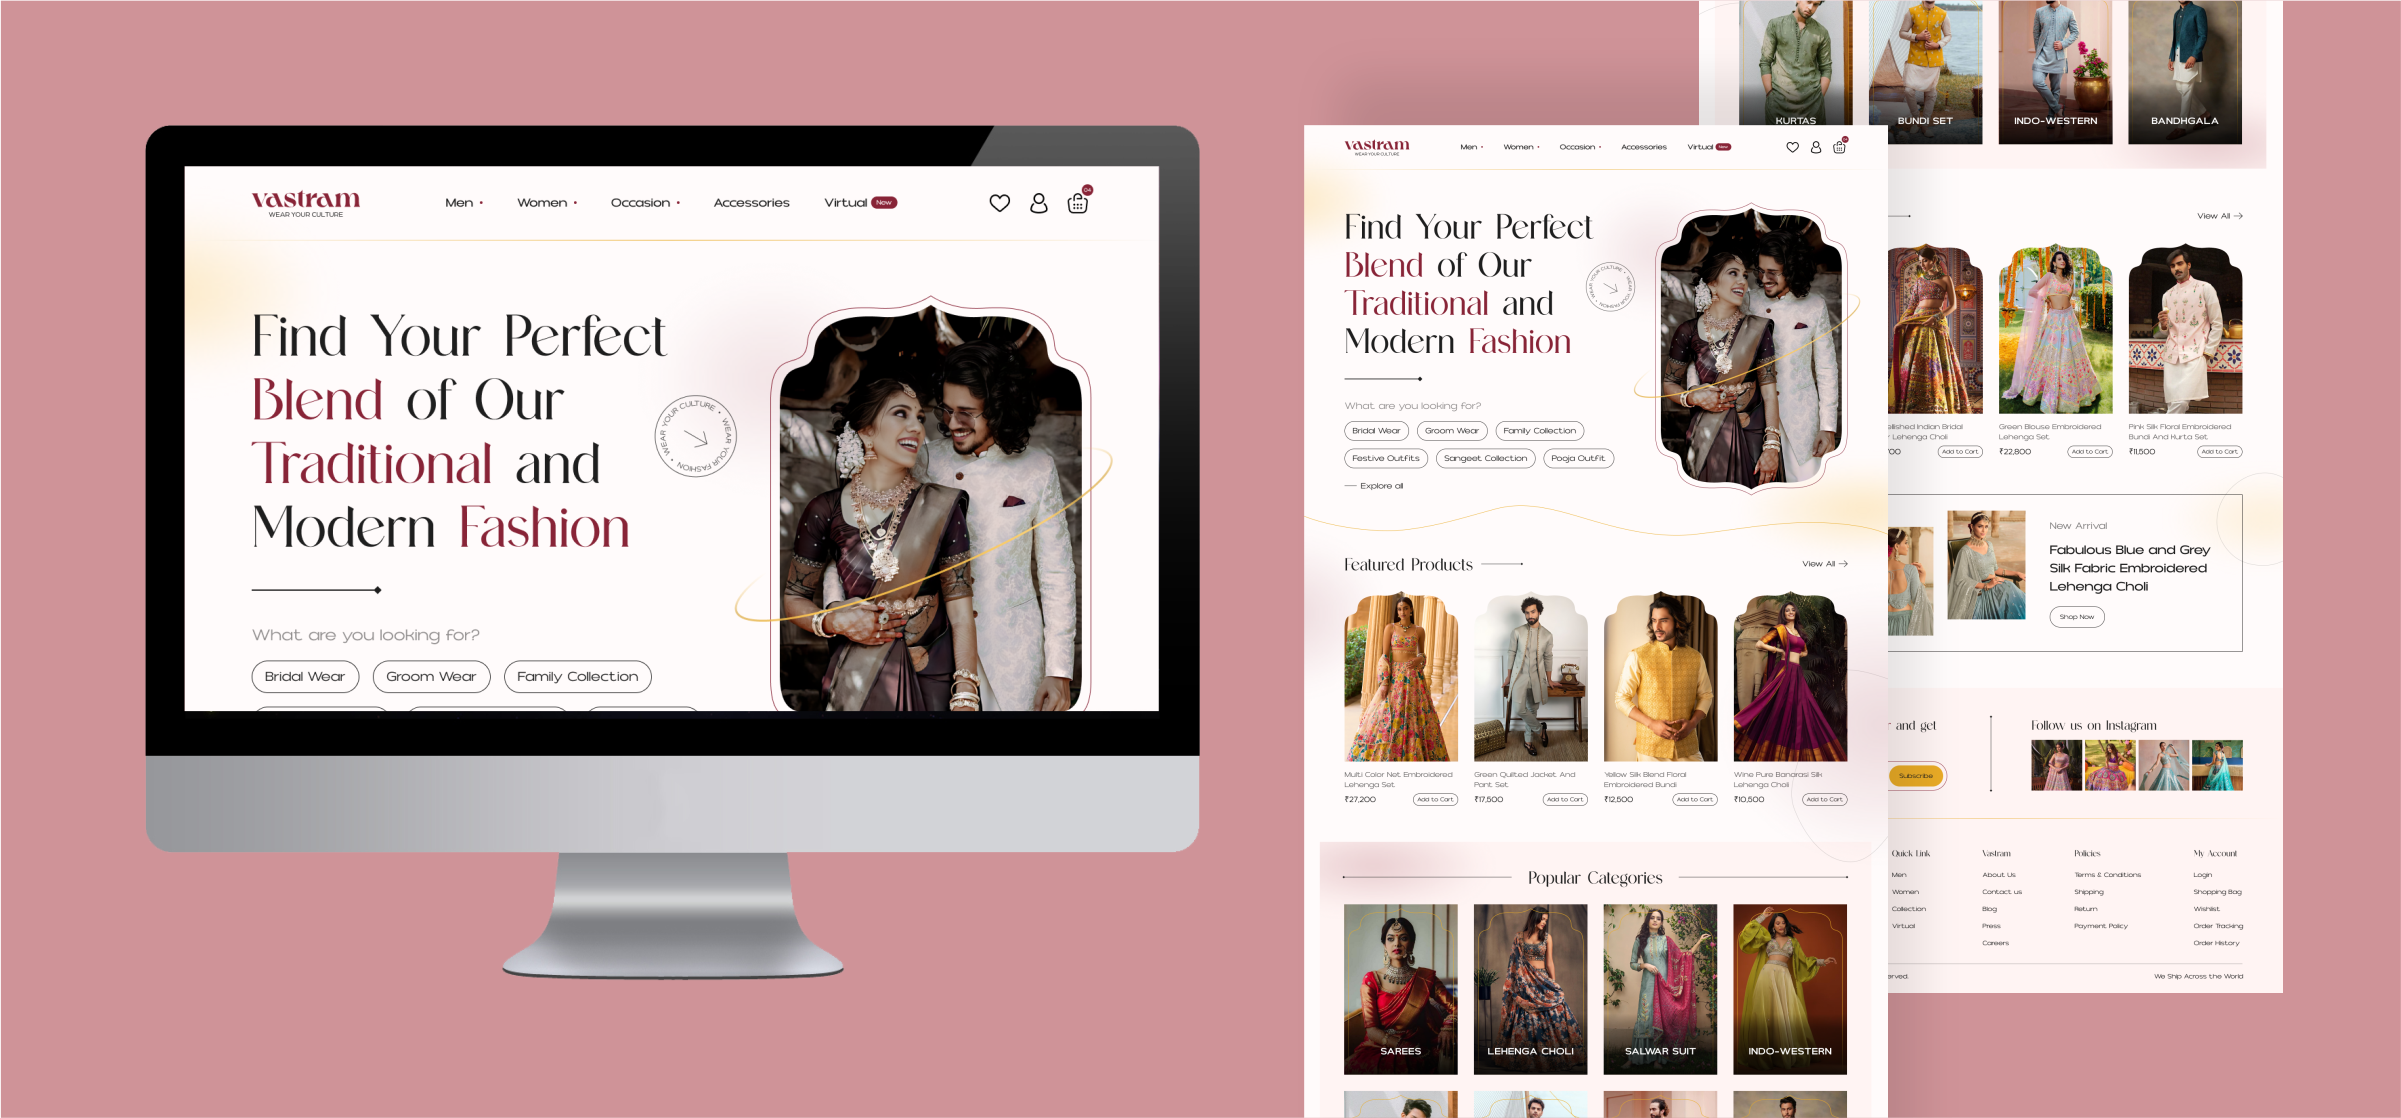 vastram
WEAR YOUR CULTURE
Men
Women
Occasion
Accessories
Virtual
New
04
Find Your Perfect
Blend of Our
Traditional and
Modern Fashion
WEAR YOUR CULTURE • WEAR YOUR FASHION •
What are you looking for?
Bridal Wear
Groom Wear
Family Collection
vastram
WEAR YOUR CULTURE
Men
Women
Occasion
Accessories
Virtual
New
Find Your Perfect
Blend of Our
Traditional and
Modern Fashion
WEAR YOUR CULTURE • WEAR YOUR FASHION •
What are you looking for?
Bridal Wear
Groom Wear
Family Collection
Festive Outfits
Sangeet Collection
Pooja Outfit
Explore all
Featured Products
View All
Multi Color Net Embroidered
Lehenga Set
₹27,200
Add to Cart
Green Quilted Jacket And
Pant Set
₹17,500
Add to Cart
Yellow Silk Blend Floral
Embroidered Bundi
₹12,500
Add to Cart
Wine Pure Banarasi Silk
Lehenga Choli
₹10,500
Add to Cart
Popular Categories
SAREES
LEHENGA CHOLI
SALWAR SUIT
INDO-WESTERN
KURTAS
BUNDI SET
INDO-WESTERN
BANDHGALA
View All
Indian Bridal
Lehenga Choli
Add to Cart
Green Blouse Embroidered
Lehenga Set
₹22,800
Add to Cart
Pink Silk Floral Embroidered
Bundi And Kurta Set
₹11,500
Add to Cart
New Arrival
Fabulous Blue and Grey
Silk Fabric Embroidered
Lehenga Choli
Shop Now
and get
Subscribe
Follow us on Instagram
Quick Link
Men
Women
Collection
Virtual
Vastram
About Us
Contact us
Blog
Press
Careers
Policies
Terms & Conditions
Shipping
Return
Payment Policy
My Account
Login
Shopping Bag
Wishlist
Order Tracking
Order History
We Ship Across the World